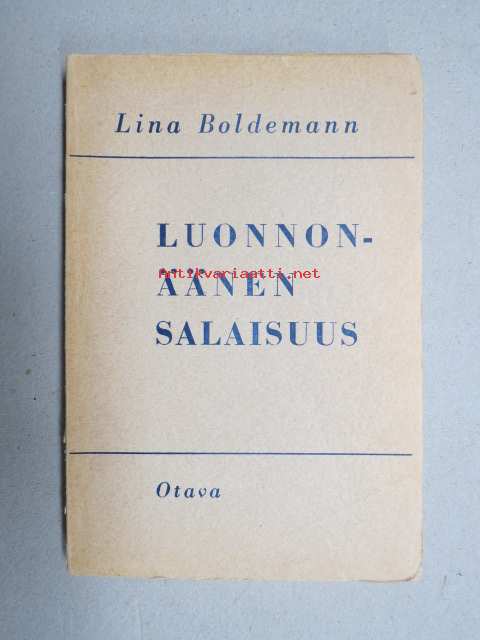 Lina Boldemann
LUONNON-
ÄÄNEN
antikvariaatti.net
SALAISUUS
Otava